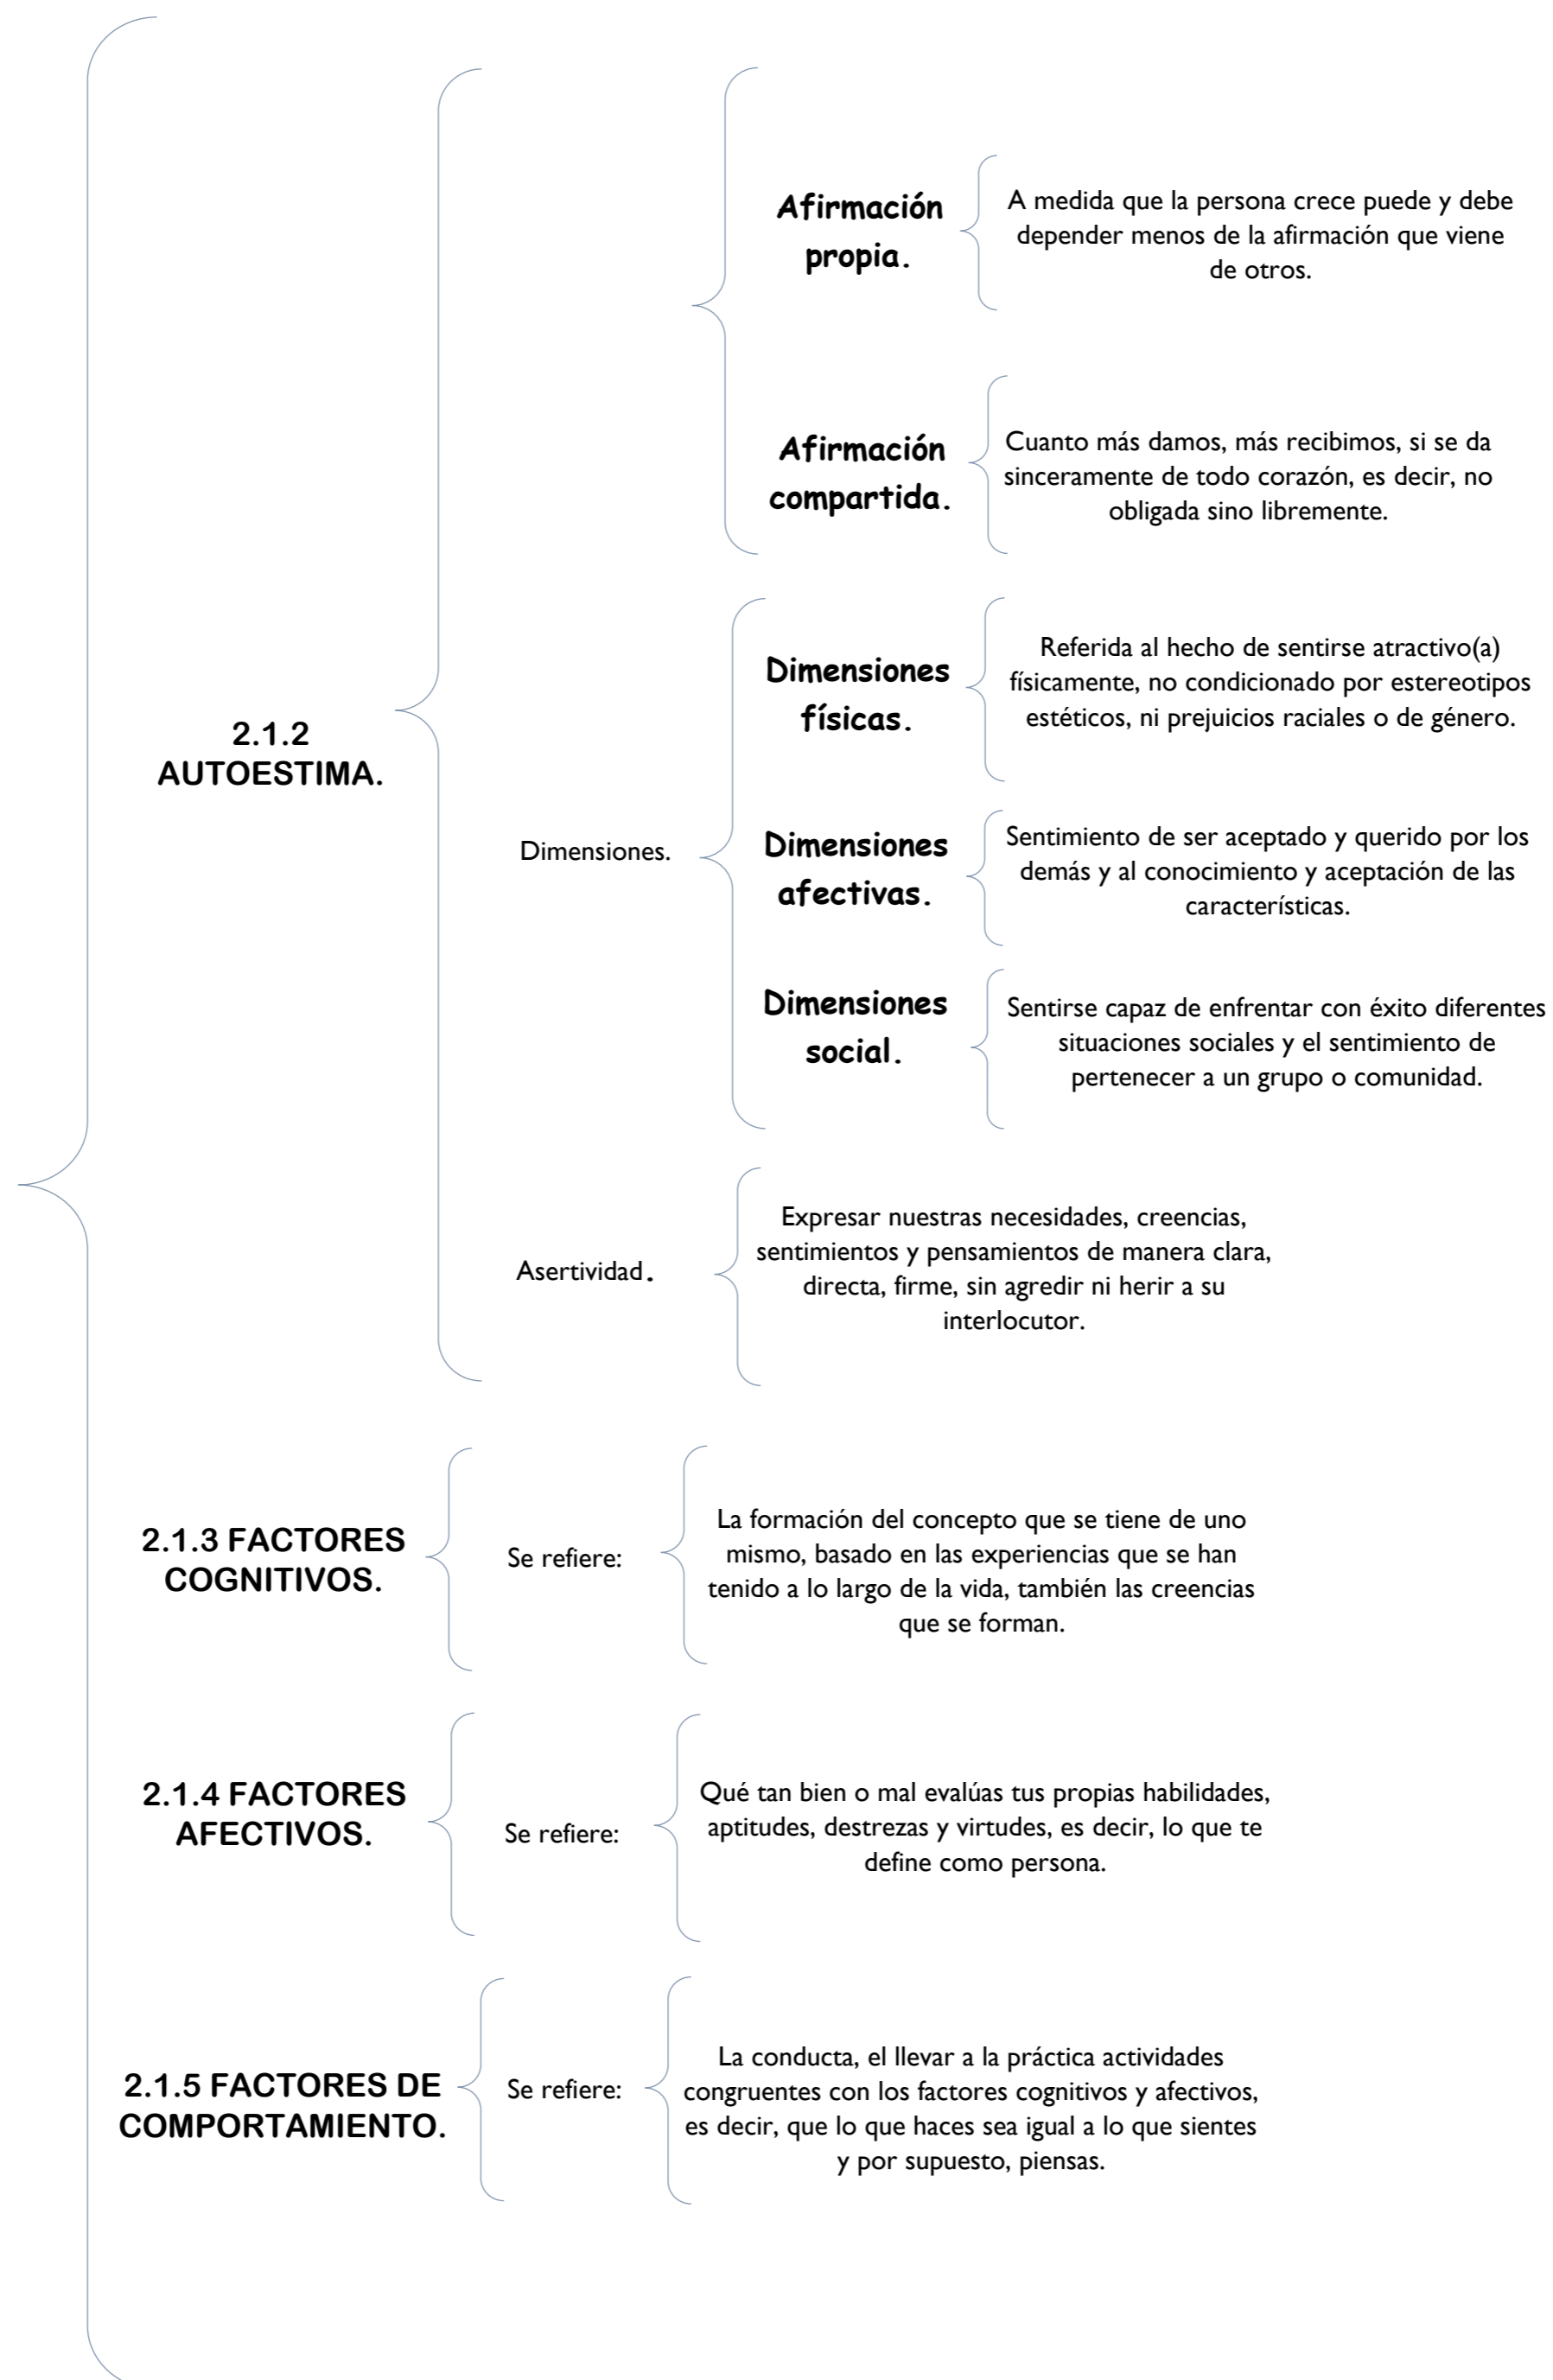 Afirmación
propia.
A medida que la persona crece puede y debe
depender menos de la afirmación que viene
de otros.
Afirmación
compartida.
Cuanto más damos, más recibimos, si se da
sinceramente de todo corazón, es decir, no
obligada sino libremente.
2.1.2
AUTOESTIMA.
Dimensiones.
Dimensiones
físicas.
Referida al hecho de sentirse atractivo(a)
físicamente, no condicionado por estereotipos
estéticos, ni prejuicios raciales o de género.
Dimensiones
afectivas.
Sentimiento de ser aceptado y querido por los
demás y al conocimiento y aceptación de las
características.
Dimensiones
social.
Sentirse capaz de enfrentar con éxito diferentes
situaciones sociales y el sentimiento de
pertenecer a un grupo o comunidad.
Asertividad.
Expresar nuestras necesidades, creencias,
sentimientos y pensamientos de manera clara,
directa, firme, sin agredir ni herir a su
interlocutor.
2.1.3 FACTORES
COGNITIVOS.
Se refiere:
La formación del concepto que se tiene de uno
mismo, basado en las experiencias que se han
tenido a lo largo de la vida, también las creencias
que se forman.
2.1.4 FACTORES
AFECTIVOS.
Se refiere:
Qué tan bien o mal evalúas tus propias habilidades,
aptitudes, destrezas y virtudes, es decir, lo que te
define como persona.
2.1.5 FACTORES DE
COMPORTAMIENTO.
Se refiere:
La conducta, el llevar a la práctica actividades
congruentes con los factores cognitivos y afectivos,
es decir, que lo que haces sea igual a lo que sientes
y por supuesto, piensas.